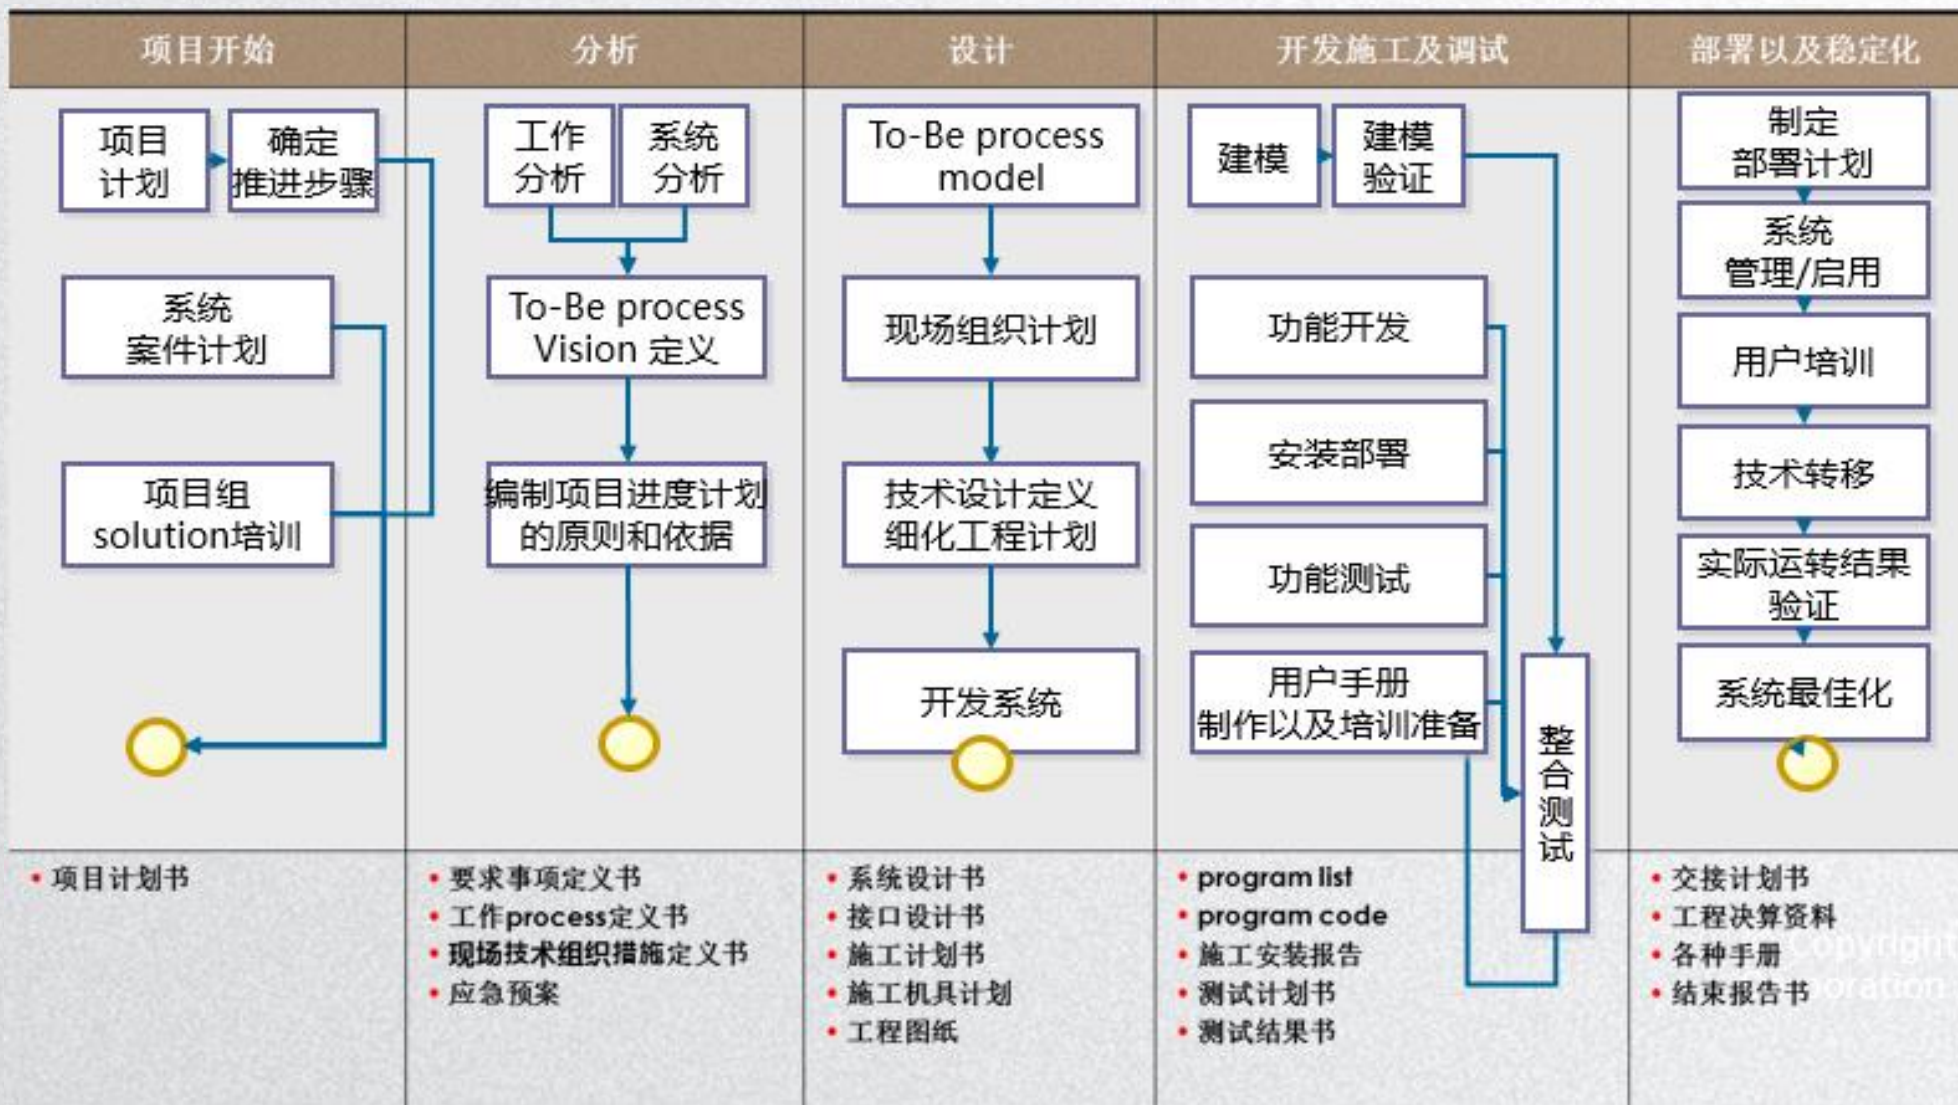 项目开始
分析
设计
开发施工及调试
部署以及稳定化
项目
计划
确定
推进步骤
系统
案件计划
项目组
solution培训
工作
分析
系统
分析
To-Be process
Vision 定义
编制项目进度计划
的原则和依据
To-Be process
model
现场组织计划
技术设计定义
细化工程计划
开发系统
建模
建模
验证
功能开发
安装部署
功能测试
用户手册
制作以及培训准备
整
合
测
试
制定
部署计划
系统
管理/启用
用户培训
技术转移
实际运转结果
验证
系统最佳化
• 项目计划书
• 要求事项定义书
• 工作process定义书
• 现场技术组织措施定义书
• 应急预案
• 系统设计书
• 接口设计书
• 施工计划书
• 施工机具计划
• 工程图纸
• program list
• program code
• 施工安装报告
• 测试计划书
• 测试结果书
• 交接计划书
• 工程决算资料
• 各种手册
• 结束报告书
Copyright
oration